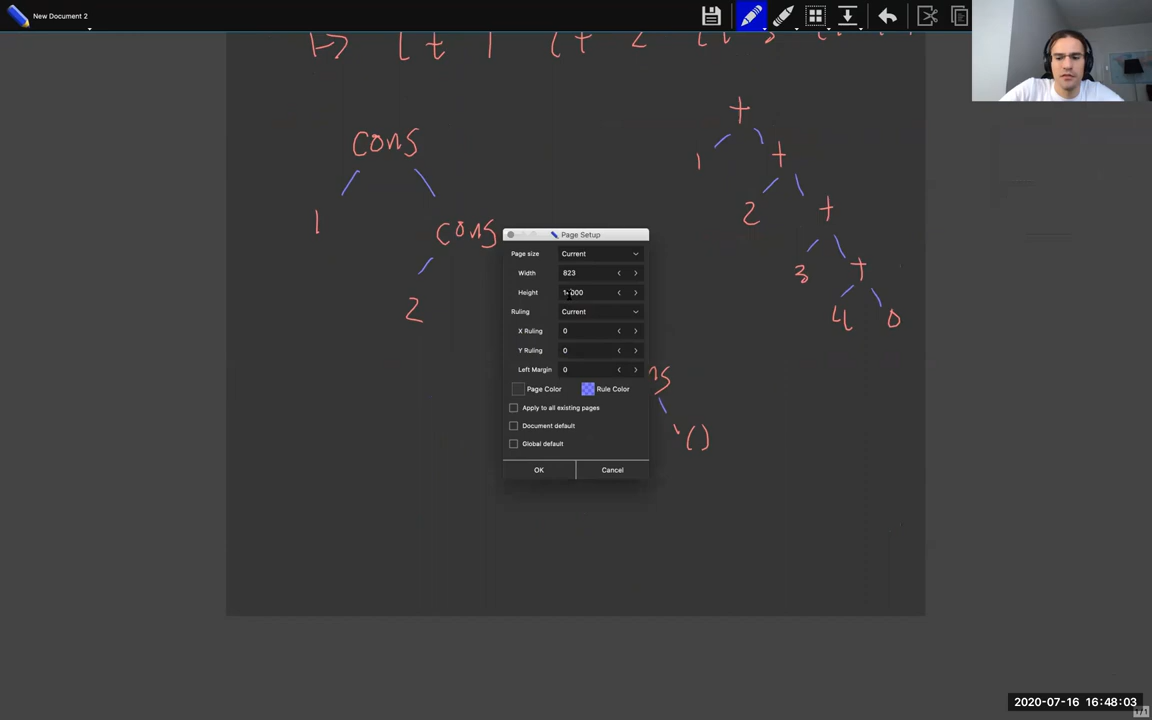 New Document 2
cons
1
cons
2
+
1
+
2
+
3
+
4
0
'()
Page Setup
Page size Current
Width 823
Height
Ruling Current
X Ruling 0
Y Ruling 0
Left Margin 0
Page Color Rule Color
Apply to all existing pages
Document default
Global default
OK Cancel
2020-07-16 16:48:03
1/1